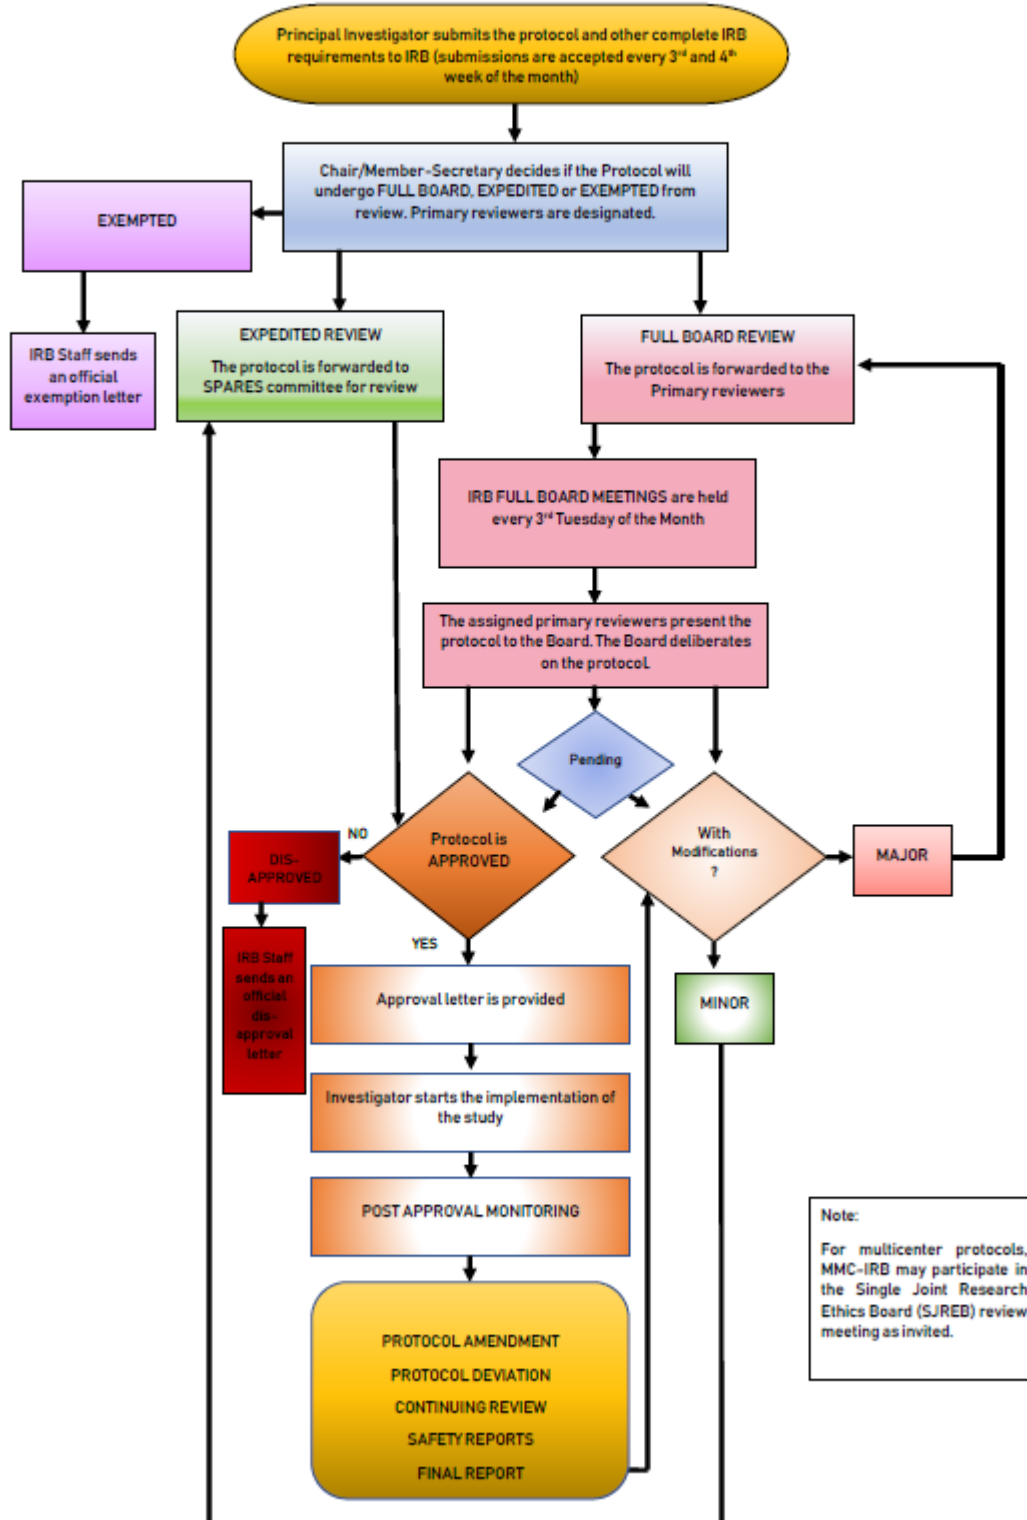 Principal Investigator submits the protocol and other complete IRB
requirements to IRB (submissions are accepted every 3rd and 4th
week of the month)
Chair/Member-Secretary decides if the Protocol will
undergo FULL BOARD, EXPEDITED or EXEMPTED from
review. Primary reviewers are designated.
EXEMPTED
IRB Staff sends
an official
exemption letter
EXPEDITED REVIEW
The protocol is forwarded to
SPARES committee for review
FULL BOARD REVIEW
The protocol is forwarded to the
Primary reviewers
IRB FULL BOARD MEETINGS are held
every 3rd Tuesday of the Month
The assigned primary reviewers present the
protocol to the Board. The Board deliberates
on the protocol.
Pending
Protocol is
APPROVED
NO
DIS-
APPROVED
IRB Staff
sends an
official
dis-
approval
letter
With
Modifications
?
MAJOR
MINOR
YES
Approval letter is provided
Investigator starts the implementation of
the study
POST APPROVAL MONITORING
PROTOCOL AMENDMENT
PROTOCOL DEVIATION
CONTINUING REVIEW
SAFETY REPORTS
FINAL REPORT
Note:
For multicenter protocols,
MMC-IRB may participate in
the Single Joint Research
Ethics Board (SJREB) review
meeting as invited.